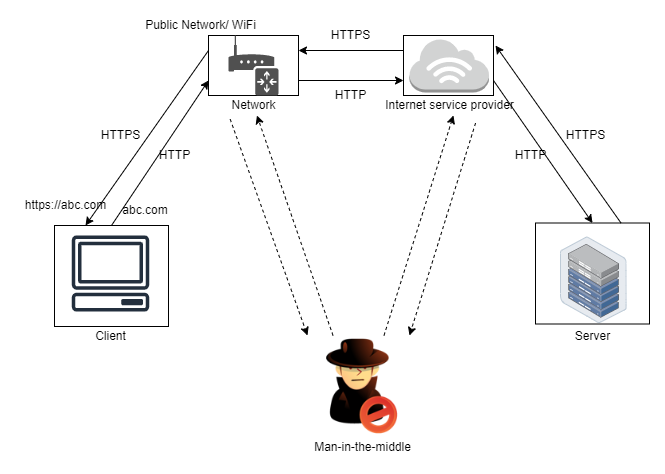 Public Network/ WiFi
HTTPS
HTTP
Network
Internet service provider
HTTPS
HTTP
HTTPS
HTTP
https://abc.com
abc.com
Client
Server
Man-in-the-middle